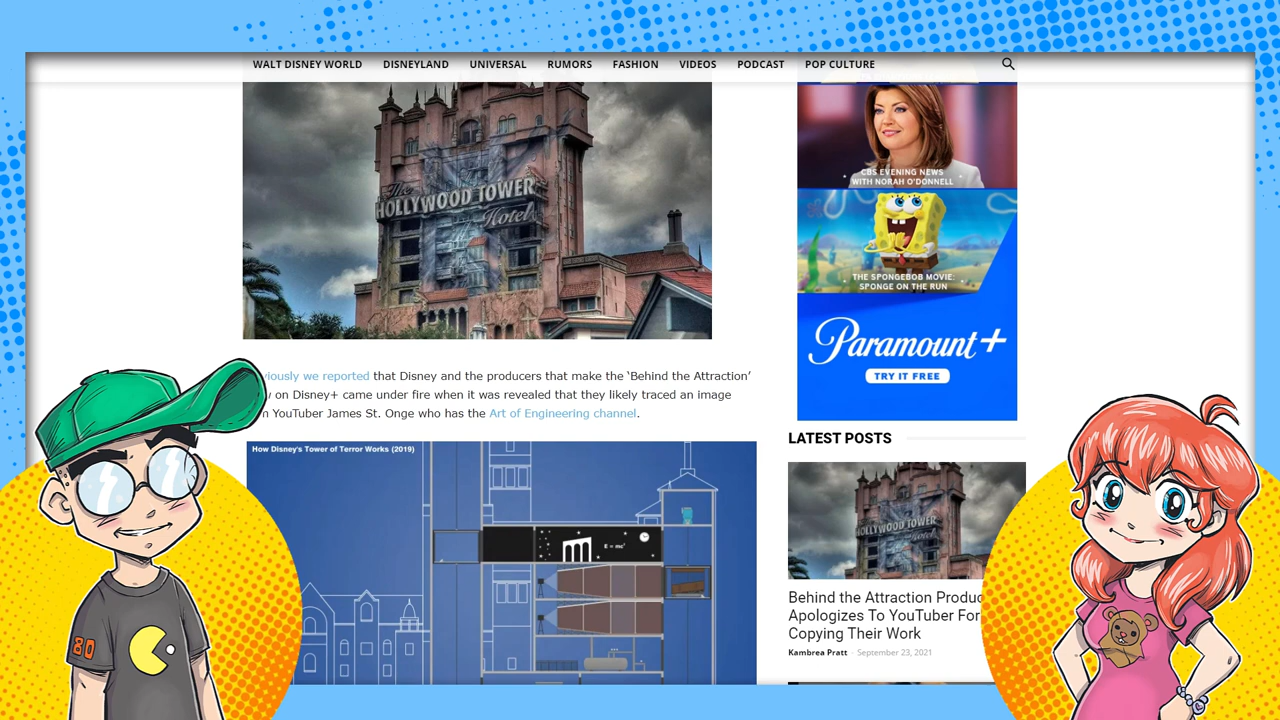 WALT DISNEY WORLD DISNEYLAND UNIVERSAL RUMORS FASHION VIDEOS PODCAST POP CULTURE
The
HOLLYWOOD TOWER
Hotel
viously we reported that Disney and the producers that make the ‘Behind the Attraction’
on Disney+ came under fire when it was revealed that they likely traced an image
YouTuber James St. Onge who has the Art of Engineering channel.
How Disney's Tower of Terror Works (2019)
E = mc²
80
CBS EVENING NEWS
WITH NORAH O'DONNELL
THE SPONGEBOB MOVIE:
SPONGE ON THE RUN
Paramount+
TRY IT FREE
LATEST POSTS
HOLLYWOOD TOWER
Hotel
Behind the Attraction Produc
Apologizes To YouTuber For
Copying Their Work
Kambrea Pratt - September 23, 2021